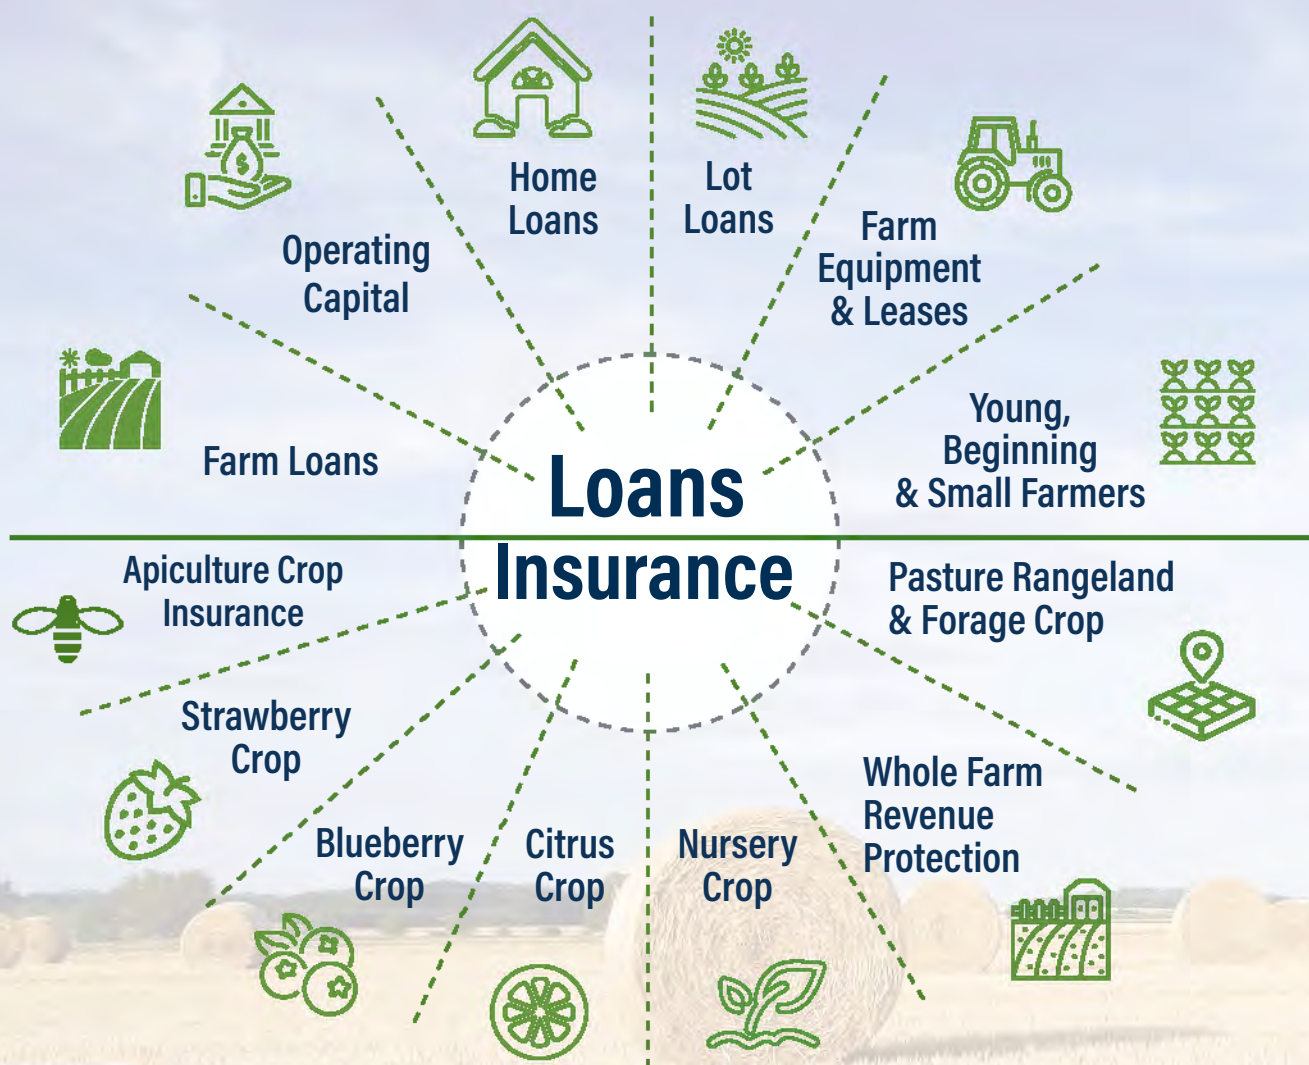 Home
Loans
Lot
Loans
Operating
Capital
Farm
Equipment
& Leases
Farm Loans
Young,
Beginning
& Small Farmers
Loans
Insurance
Apiculture Crop
Insurance
Pasture Rangeland
& Forage Crop
Strawberry
Crop
Whole Farm
Revenue
Protection
Blueberry
Crop
Citrus
Crop
Nursery
Crop
$